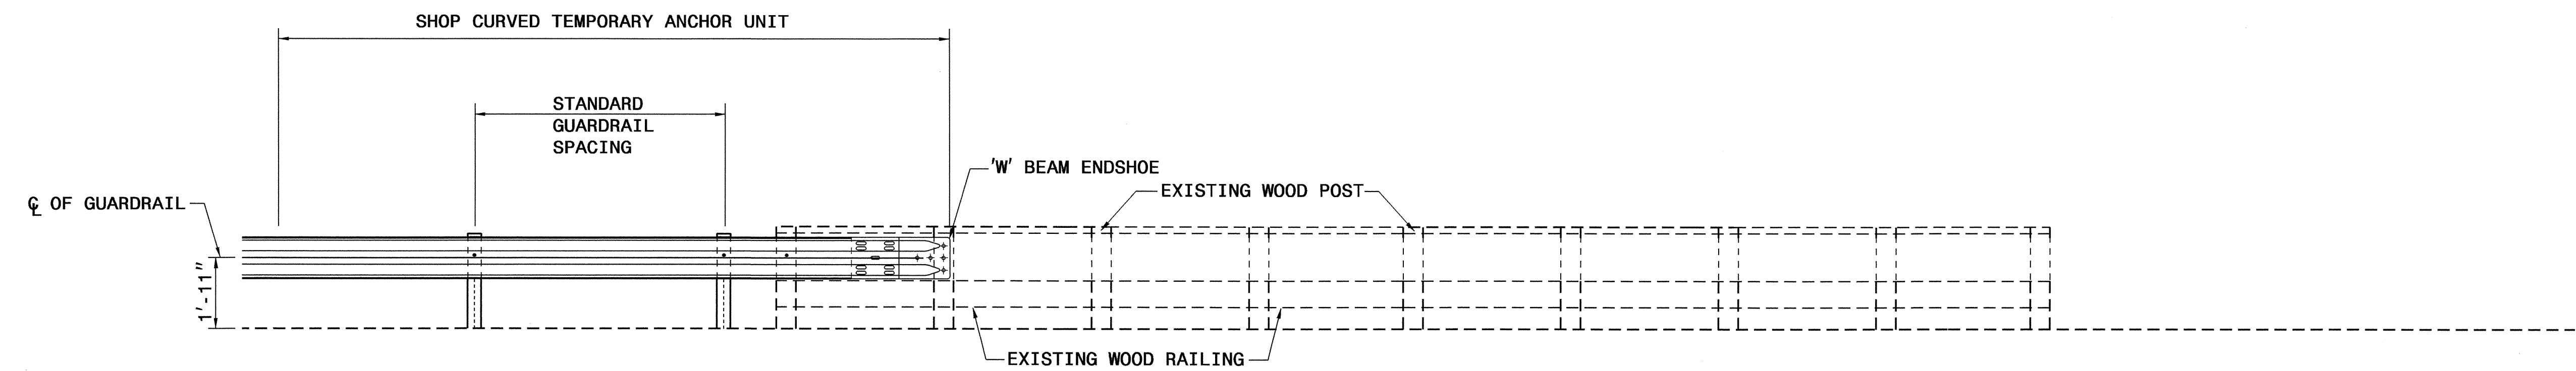 SHOP CURVED TEMPORARY ANCHOR UNIT
STANDARD
GUARDRAIL
SPACING
'W' BEAM ENDSHOE
EXISTING WOOD POST
℄ OF GUARDRAIL
1'-11"
EXISTING WOOD RAILING